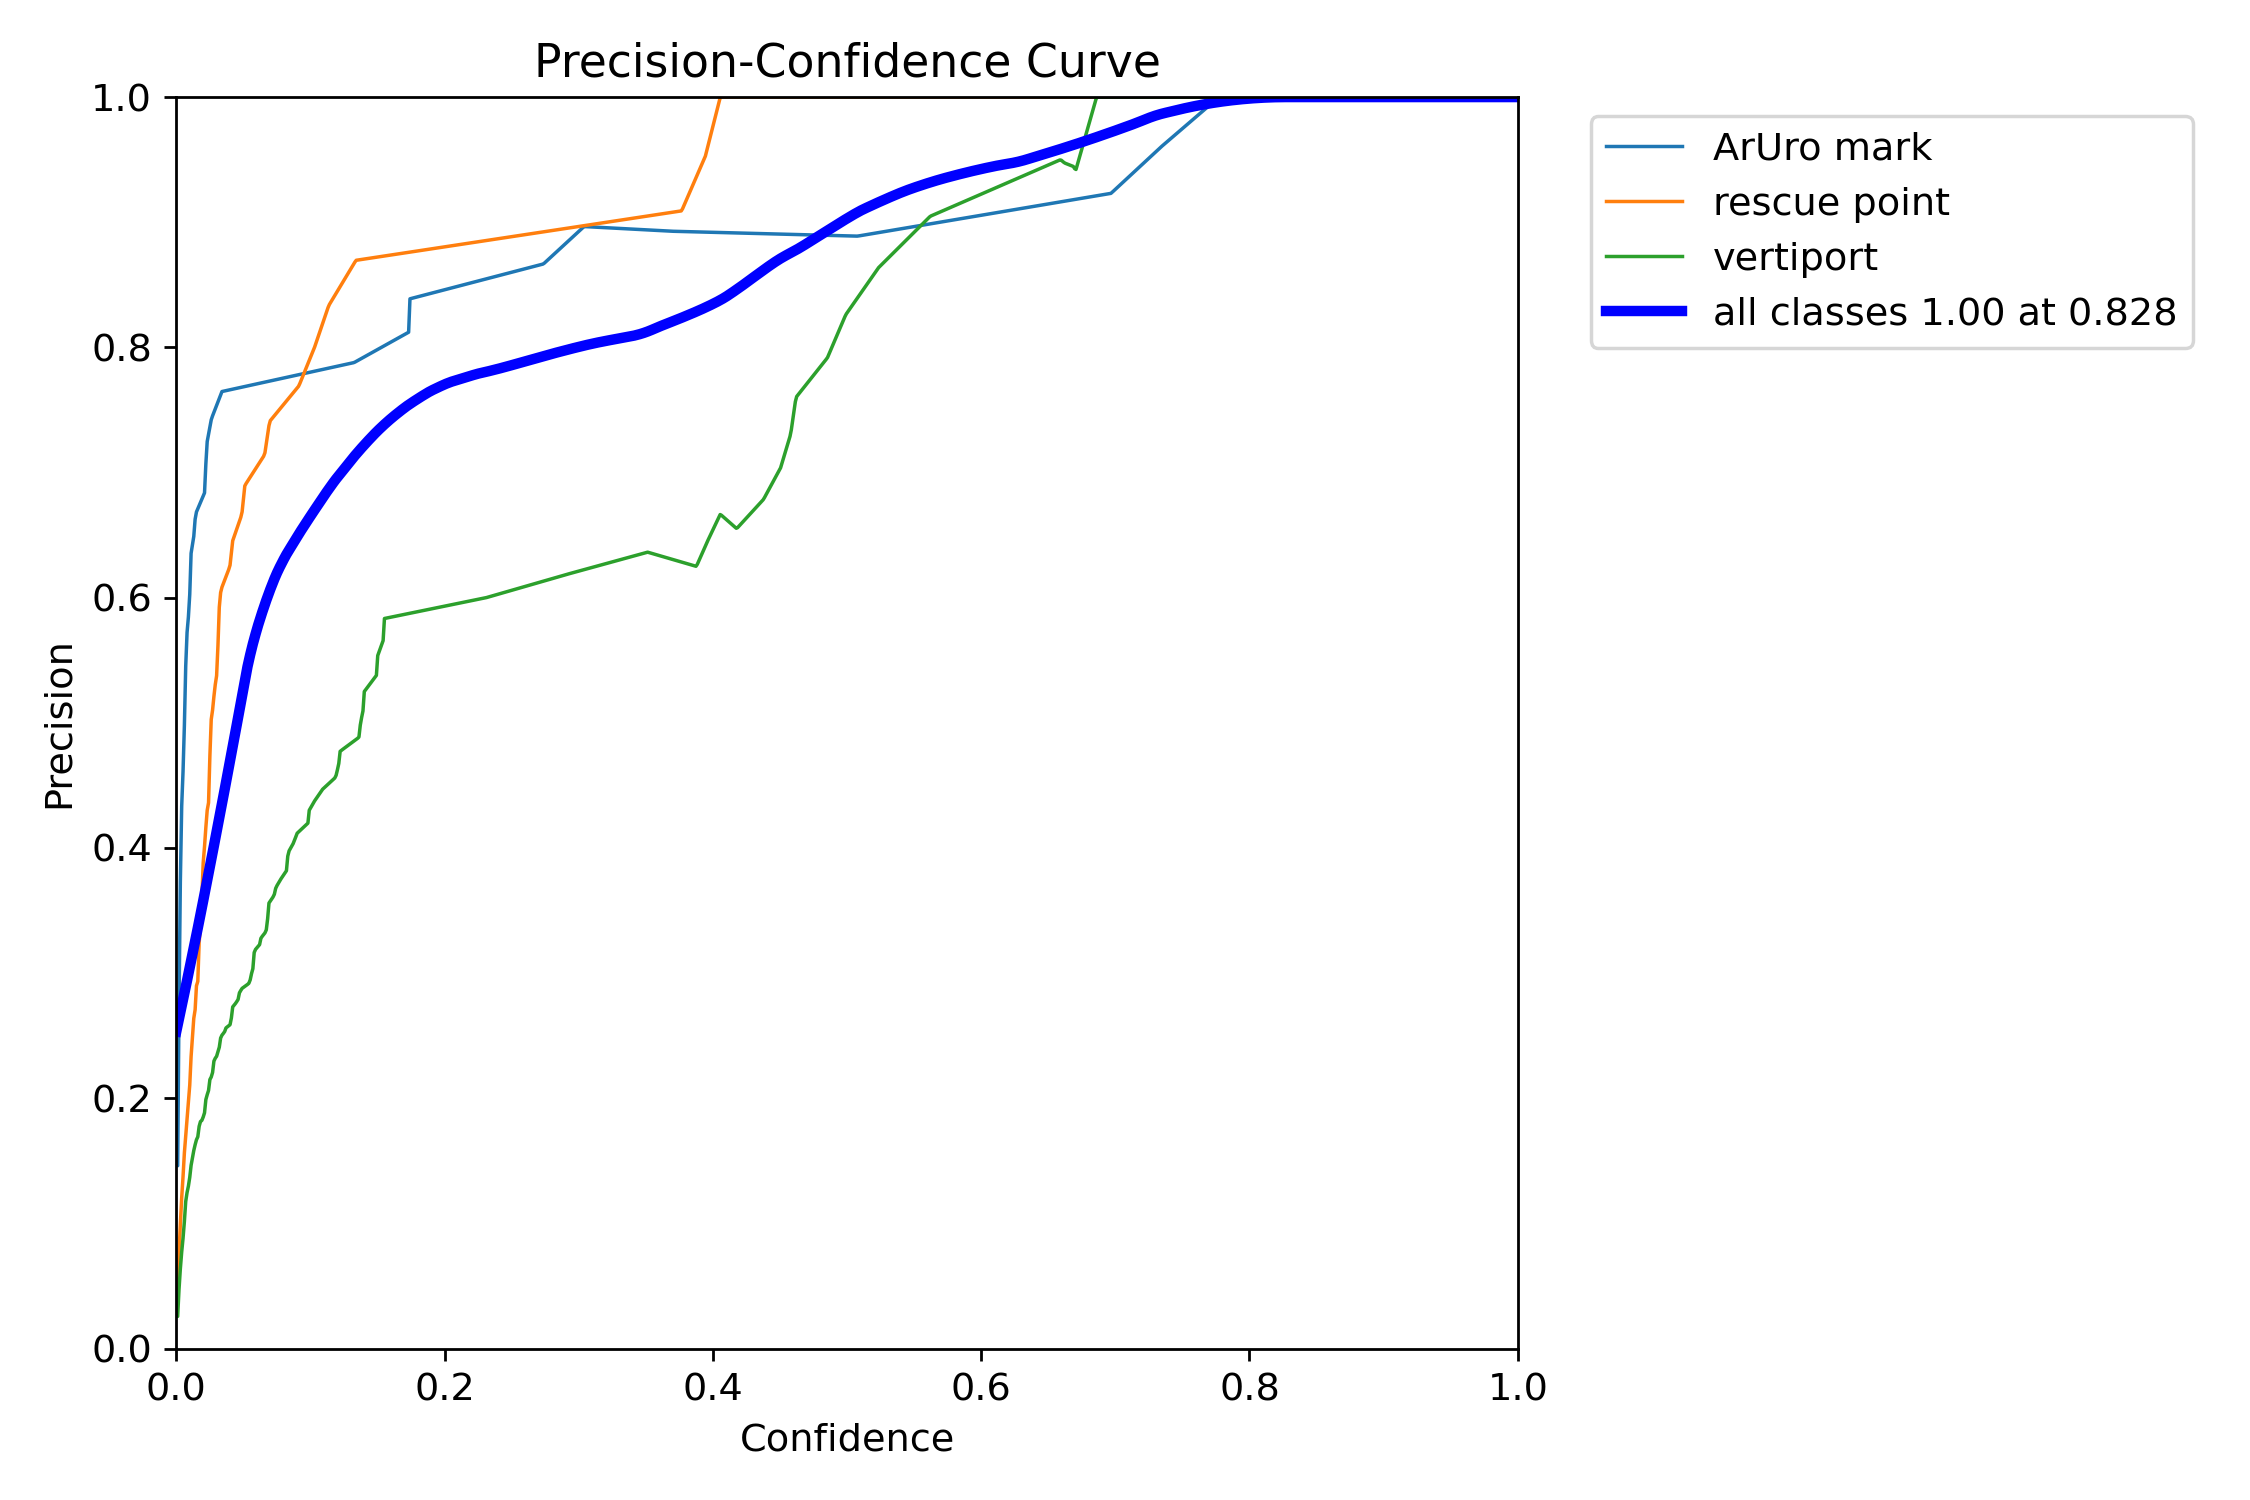 Precision-Confidence Curve
1.0
0.8
0.6
0.4
0.2
0.0
Precision
0.0 0.2 0.4 0.6 0.8 1.0
Confidence
ArUro mark
rescue point
vertiport
all classes 1.00 at 0.828